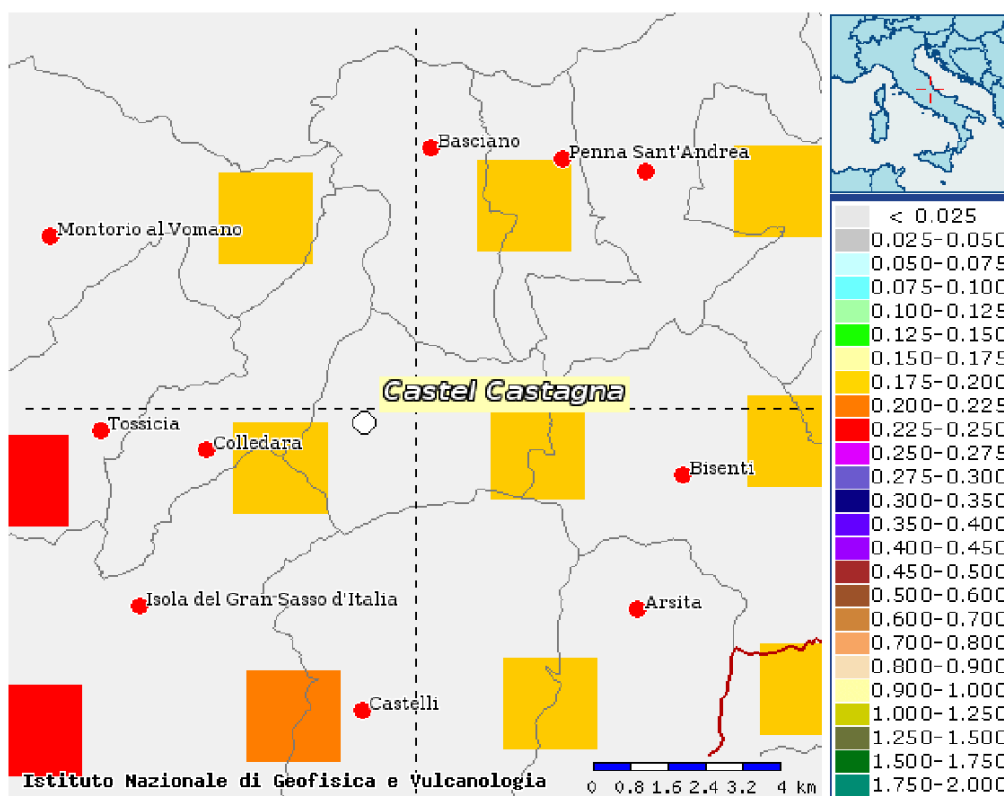 Basciano
Penna Sant'Andrea
Montorio al Vomano
Castel Castagna
Tossicia
Colledara
Bisenti
Isola del Gran Sasso d'Italia
Arsita
Castelli
Istituto Nazionale di Geofisica e Vulcanologia
0 0.8 1.6 2.4 3.2 4 km
< 0.025
0.025-0.050
0.050-0.075
0.075-0.100
0.100-0.125
0.125-0.150
0.150-0.175
0.175-0.200
0.200-0.225
0.225-0.250
0.250-0.275
0.275-0.300
0.300-0.350
0.350-0.400
0.400-0.450
0.450-0.500
0.500-0.600
0.600-0.700
0.700-0.800
0.800-0.900
0.900-1.000
1.000-1.250
1.250-1.500
1.500-1.750
1.750-2.000